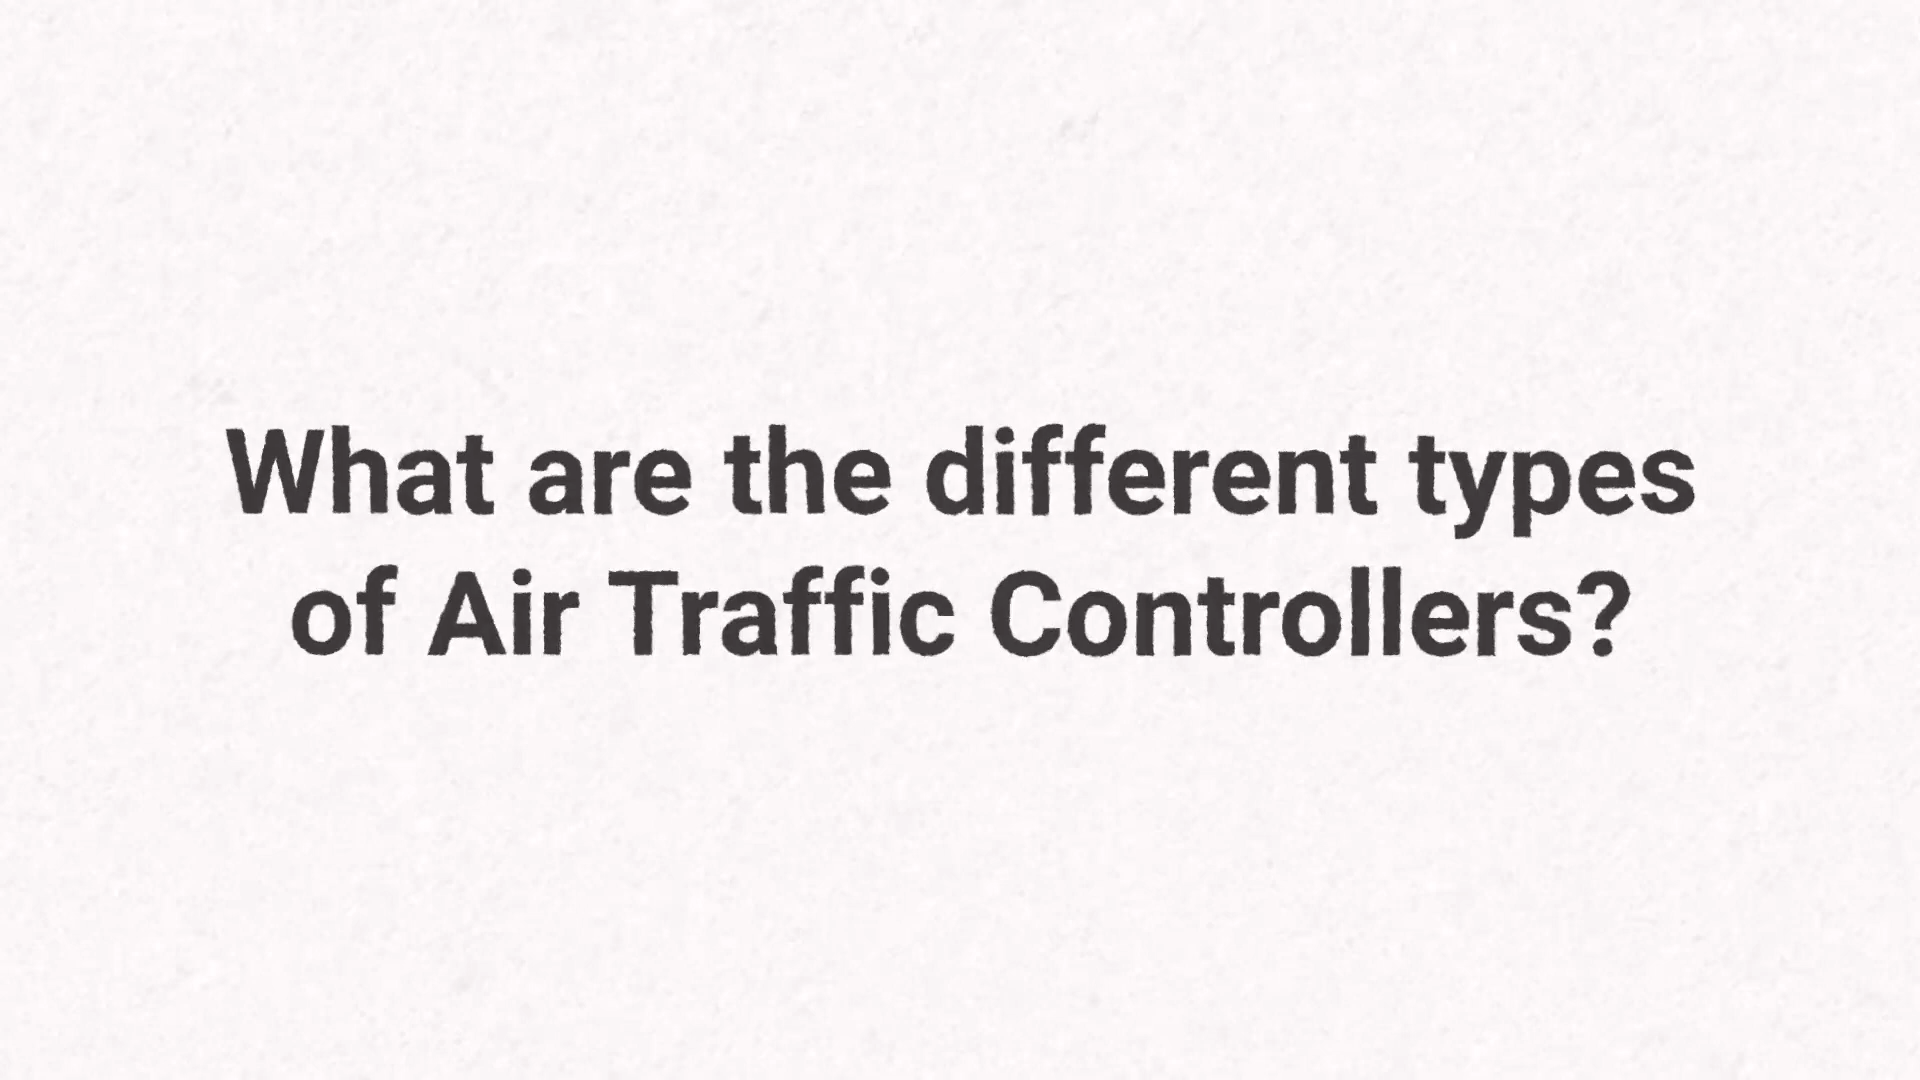 What are the different types
of Air Traffic Controllers?